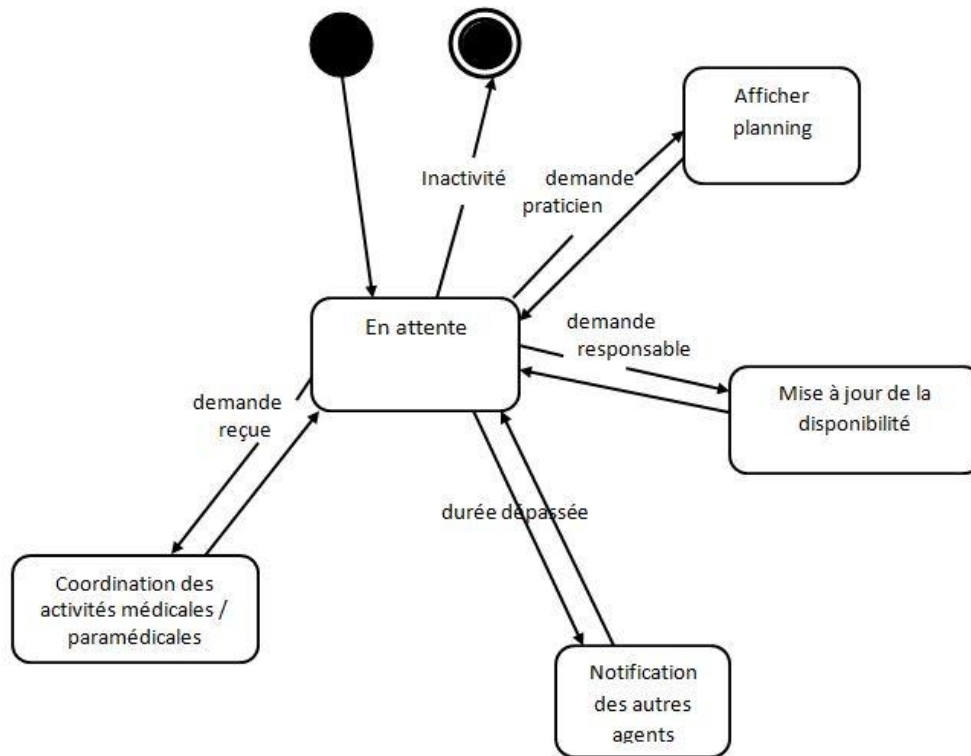 Afficher
planning
Inactivité
demande
praticien
En attente
demande
responsable
Mise à jour de la
disponibilité
demande
reçue
durée dépassée
Coordination des
activités médicales /
paramédicales
Notification
des autres
agents